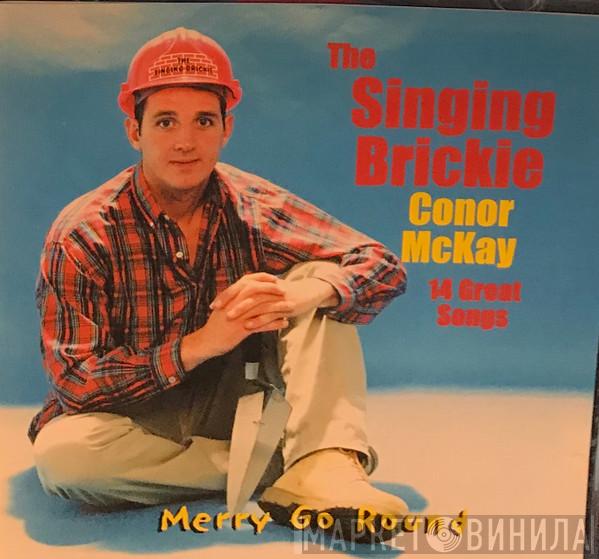 THE
SINGING BRICKIE
The
Singing
Brickie
Conor
McKay
14 Great
Songs
Merry Go Round
МАРКЕТ ВИНИЛА